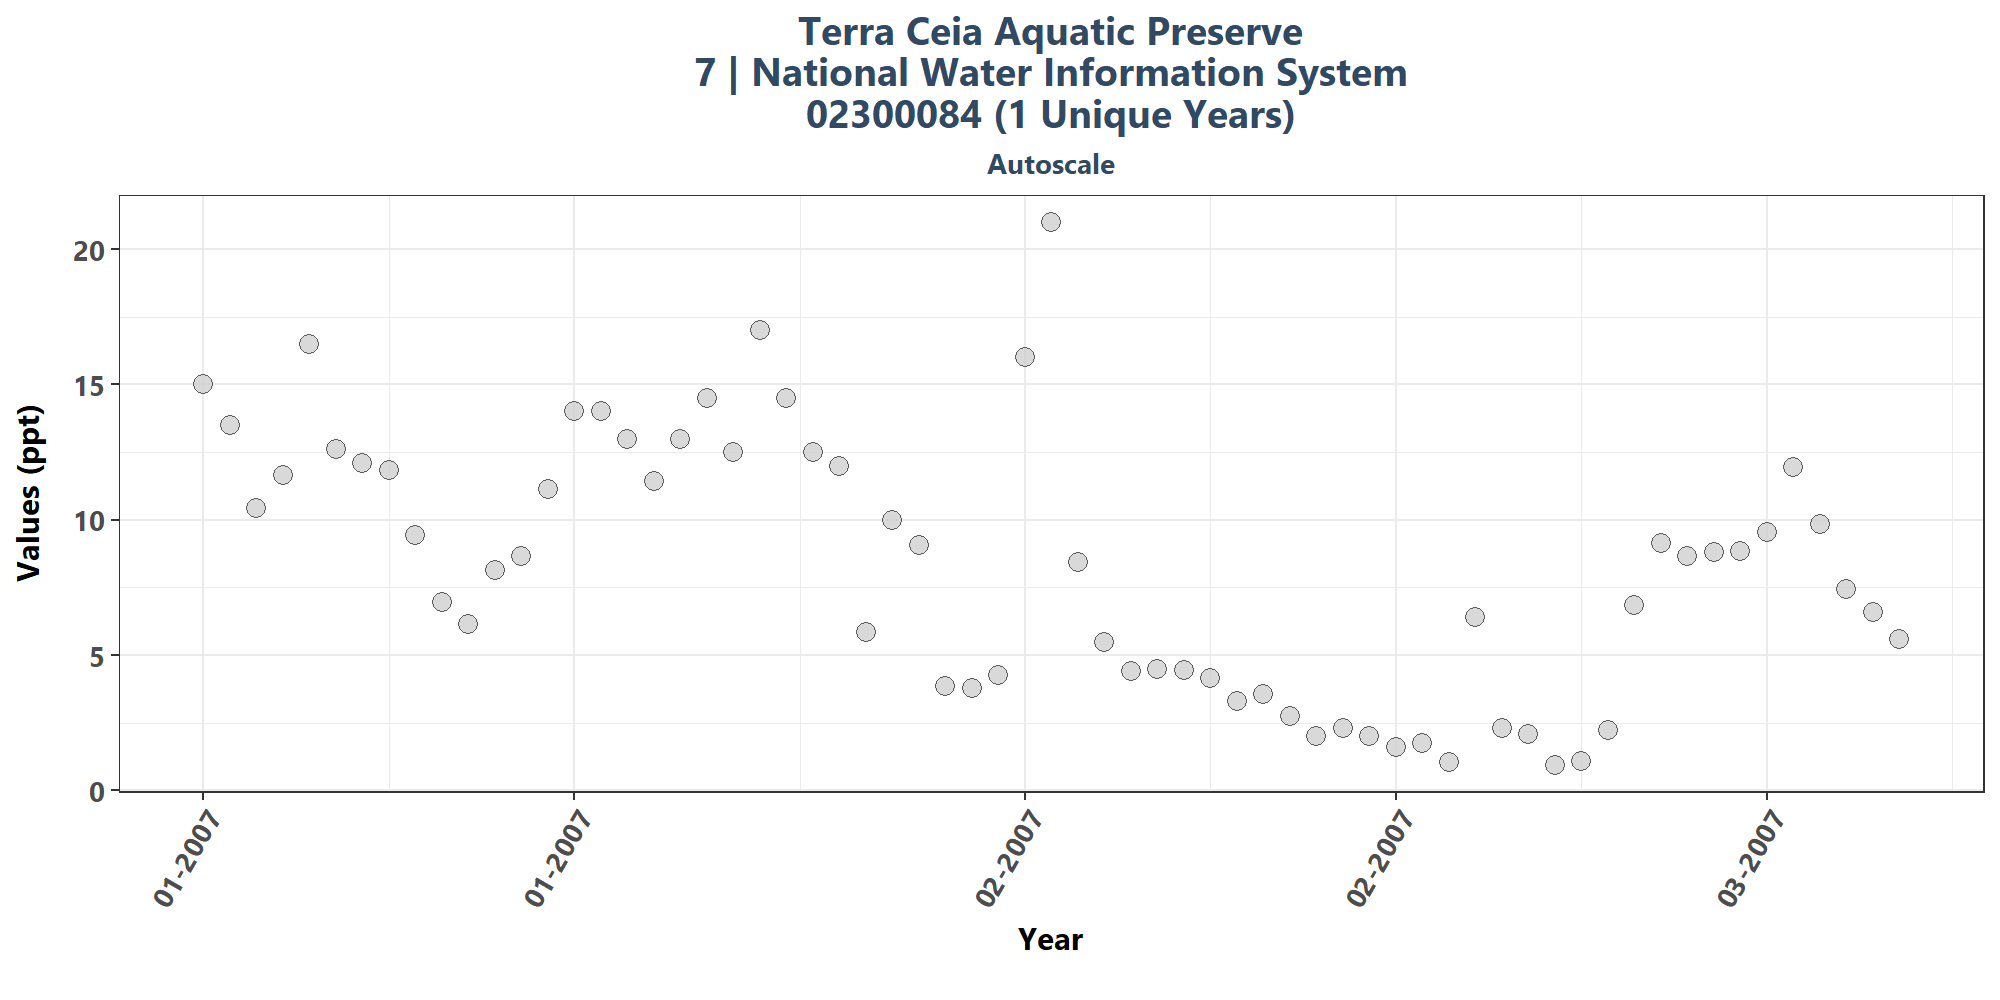 Terra Ceia Aquatic Preserve
7 | National Water Information System
02300084 (1 Unique Years)
Autoscale
Values (ppt)
20
15
10
5
0
01-2007
01-2007
02-2007
02-2007
03-2007
Year